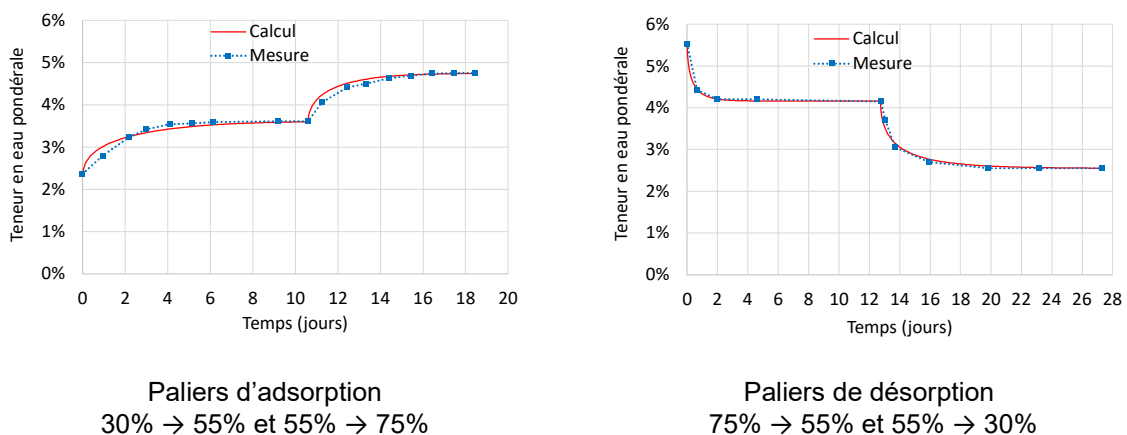 6%
5%
4%
3%
2%
1%
0%
Teneur en eau pondérale
Calcul
Mesure
0 2 4 6 8 10 12 14 16 18 20
Temps (jours)
Paliers d’adsorption
30% → 55% et 55% → 75%
6%
5%
4%
3%
2%
1%
0%
Teneur en eau pondérale
Calcul
Mesure
0 2 4 6 8 10 12 14 16 18 20 22 24 26 28
Temps (jours)
Paliers de désorption
75% → 55% et 55% → 30%